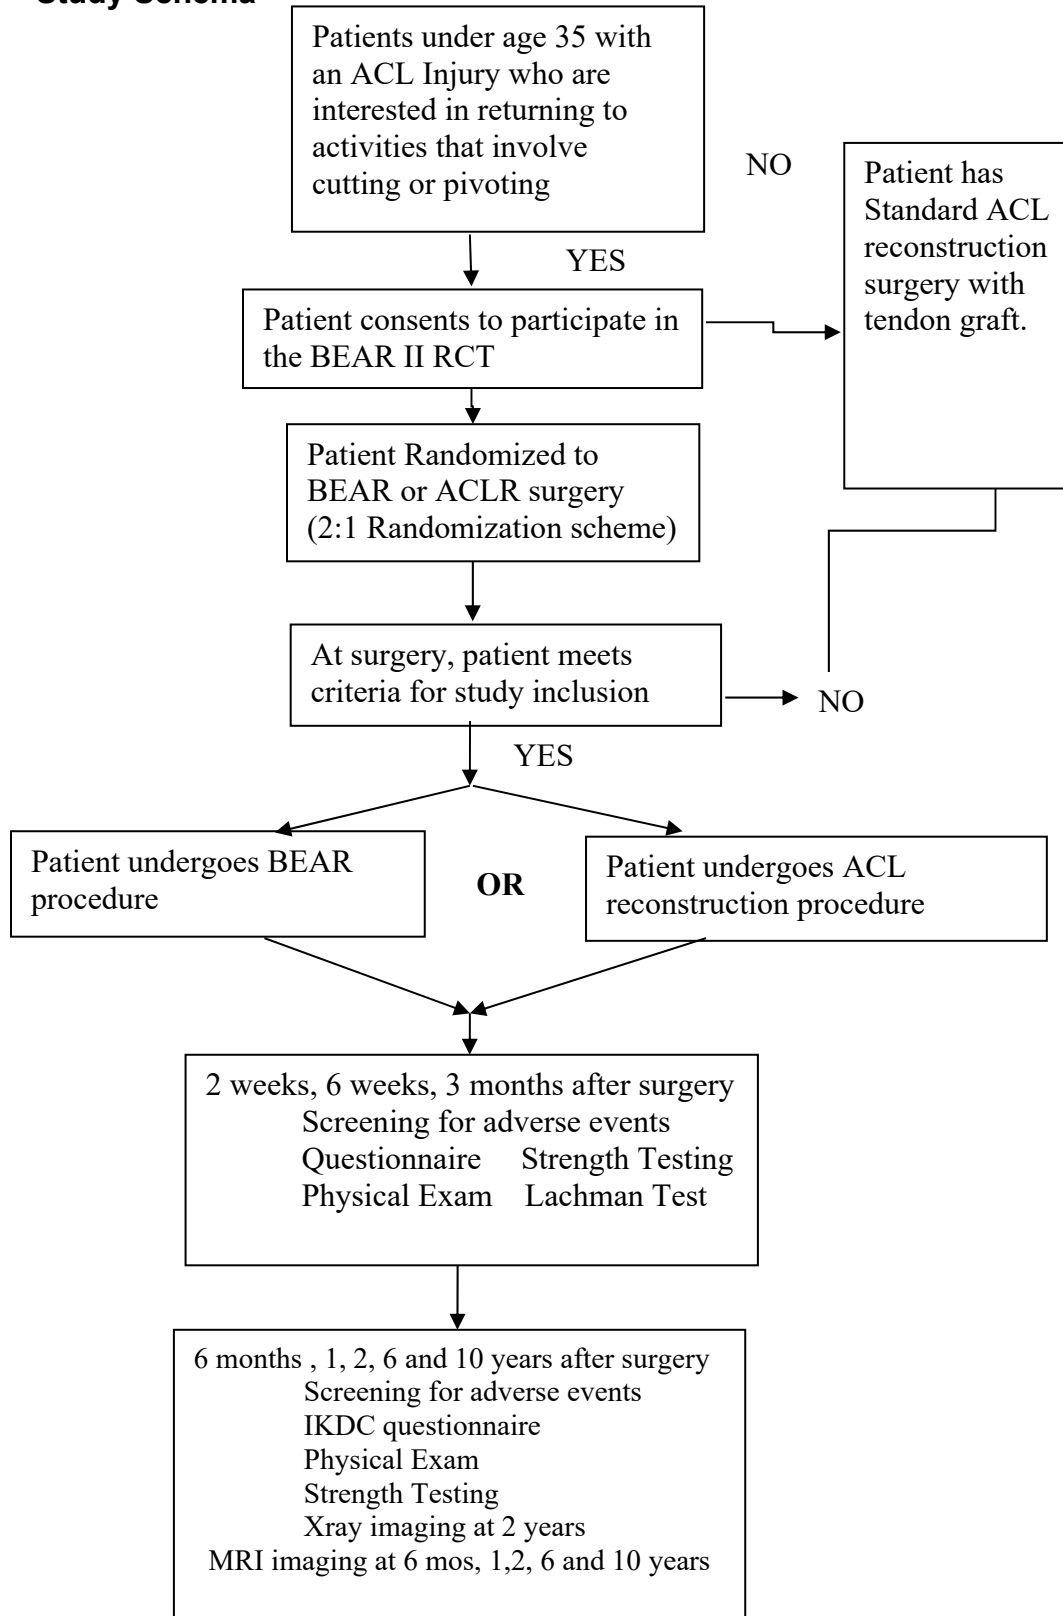 Study Schema
Patients under age 35 with
an ACL Injury who are
interested in returning to
activities that involve
cutting or pivoting
NO
Patient has
Standard ACL
reconstruction
surgery with
tendon graft.
YES
Patient consents to participate in
the BEAR II RCT
Patient Randomized to
BEAR or ACLR surgery
(2:1 Randomization scheme)
At surgery, patient meets
criteria for study inclusion
NO
YES
Patient undergoes BEAR
procedure
OR
Patient undergoes ACL
reconstruction procedure
2 weeks, 6 weeks, 3 months after surgery
Screening for adverse events
Questionnaire Strength Testing
Physical Exam Lachman Test
6 months , 1, 2, 6 and 10 years after surgery
Screening for adverse events
IKDC questionnaire
Physical Exam
Strength Testing
Xray imaging at 2 years
MRI imaging at 6 mos, 1,2, 6 and 10 years